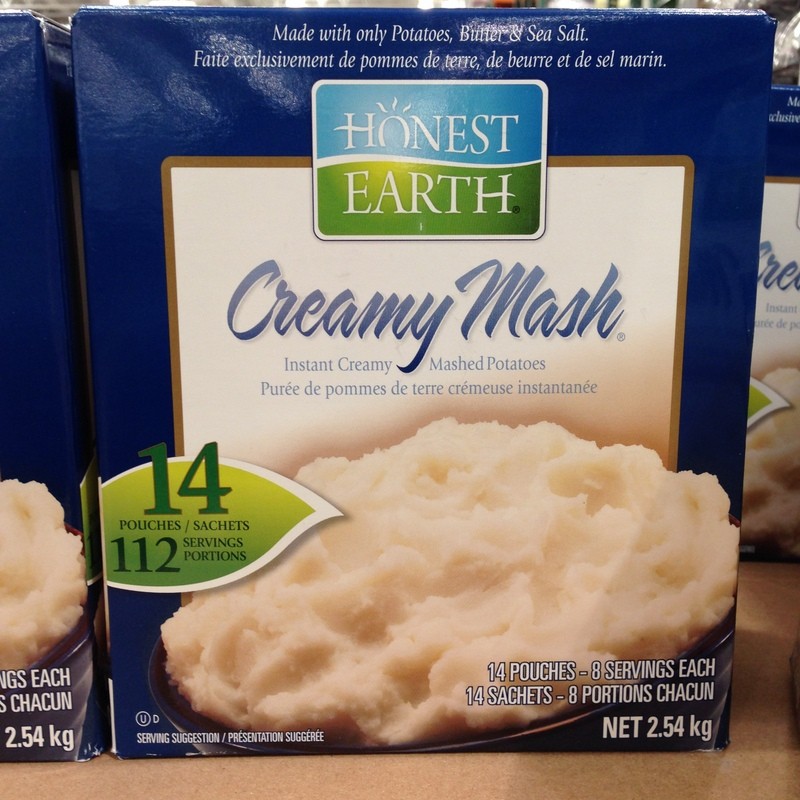 Made with only Potatoes, Butter & Sea Salt.
Faite exclusivement de pommes de terre, de beurre et de sel marin.
HONEST
EARTH®
Creamy Mash®
Instant Creamy Mashed Potatoes
Purée de pommes de terre crémeuse instantanée
14
POUCHES / SACHETS
112 SERVINGS
PORTIONS
14 POUCHES - 8 SERVINGS EACH
14 SACHETS - 8 PORTIONS CHACUN
NET 2.54 kg
U D
SERVING SUGGESTION / PRÉSENTATION SUGGÉRÉE
EACH
CHACUN
2.54 kg
Instant